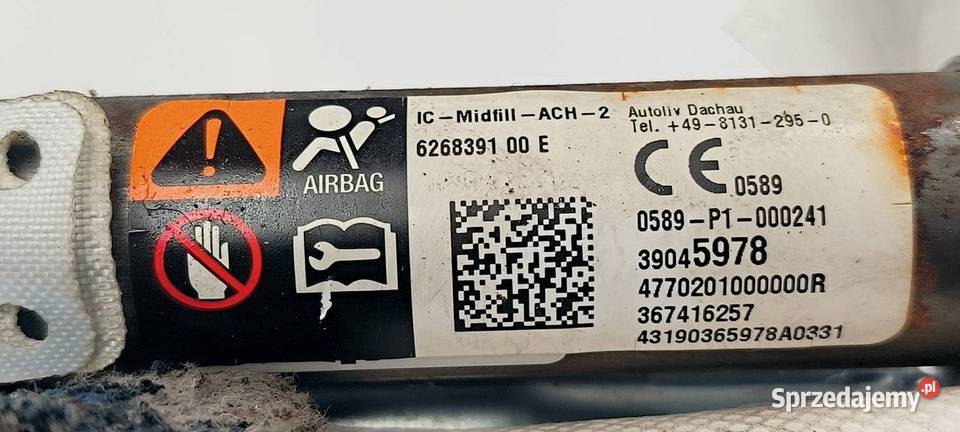 AIRBAG
IC-Midfill-ACH-2
6268391 00 E
Autoliv Dachau
Tel. +49-8131-295-0
CE 0589
0589-P1-000241
39045978
4770201000000R
367416257
43190365978A0331
Sprzedajemy.pl